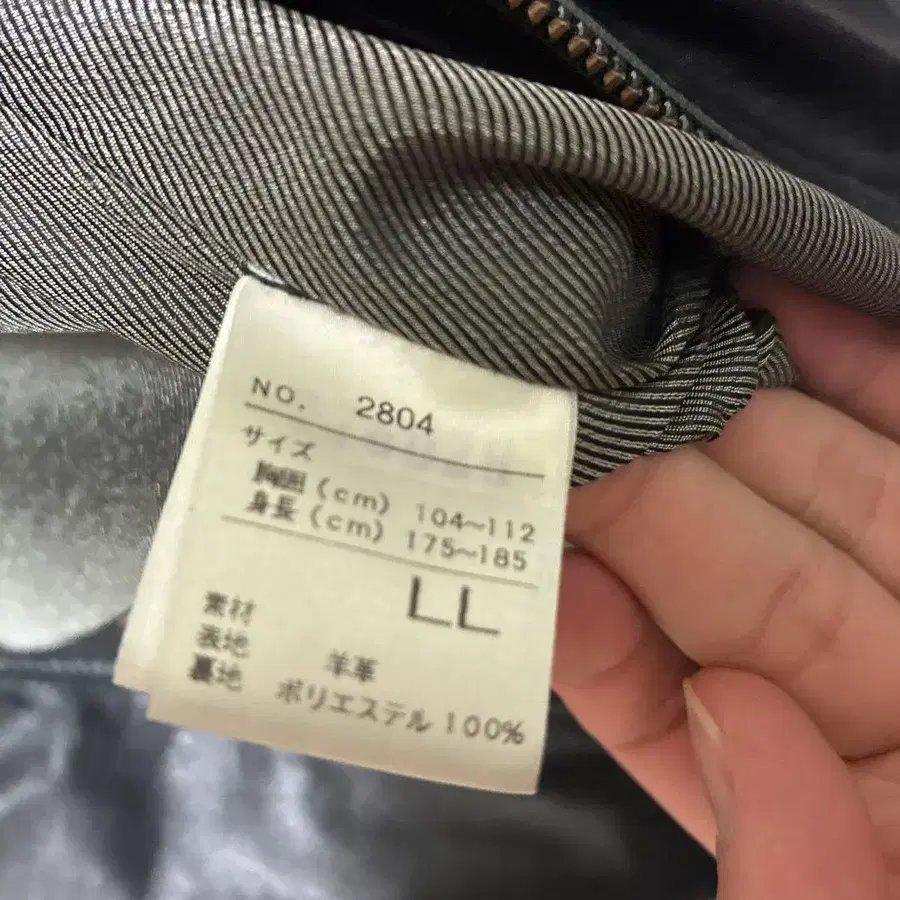 NO. 2804
サイズ
胸囲(cm) 104~112
身長(cm) 175~185
LL
素材
表地 羊革
裏地 ポリエステル 100%